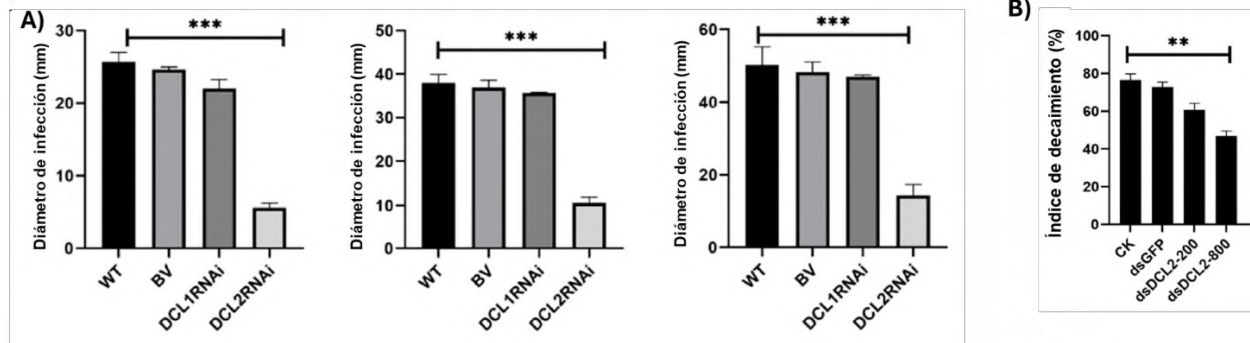 A)
***
Diámetro de infección (mm)
30
20
10
0
WT
BV
DCL1RNAi
DCL2RNAi
***
Diámetro de infección (mm)
50
40
30
20
10
0
WT
BV
DCL1RNAi
DCL2RNAi
***
Diámetro de infección (mm)
60
40
20
0
WT
BV
DCL1RNAi
DCL2RNAi
B)
**
Índice de decaimiento (%)
100
80
60
40
20
0
CK
dsGFP
dsDCL2-200
dsDCL2-800